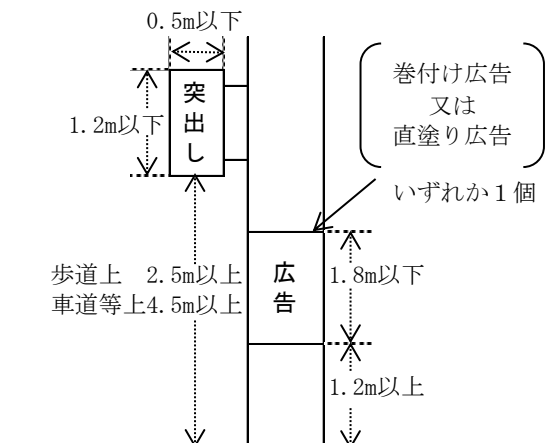 0.5m以下
突出し
1.2m以下
巻付け広告
又は
直塗り広告
いずれか１個
歩道上　2.5m以上
車道等上4.5m以上
広告
1.8m以下
1.2m以上